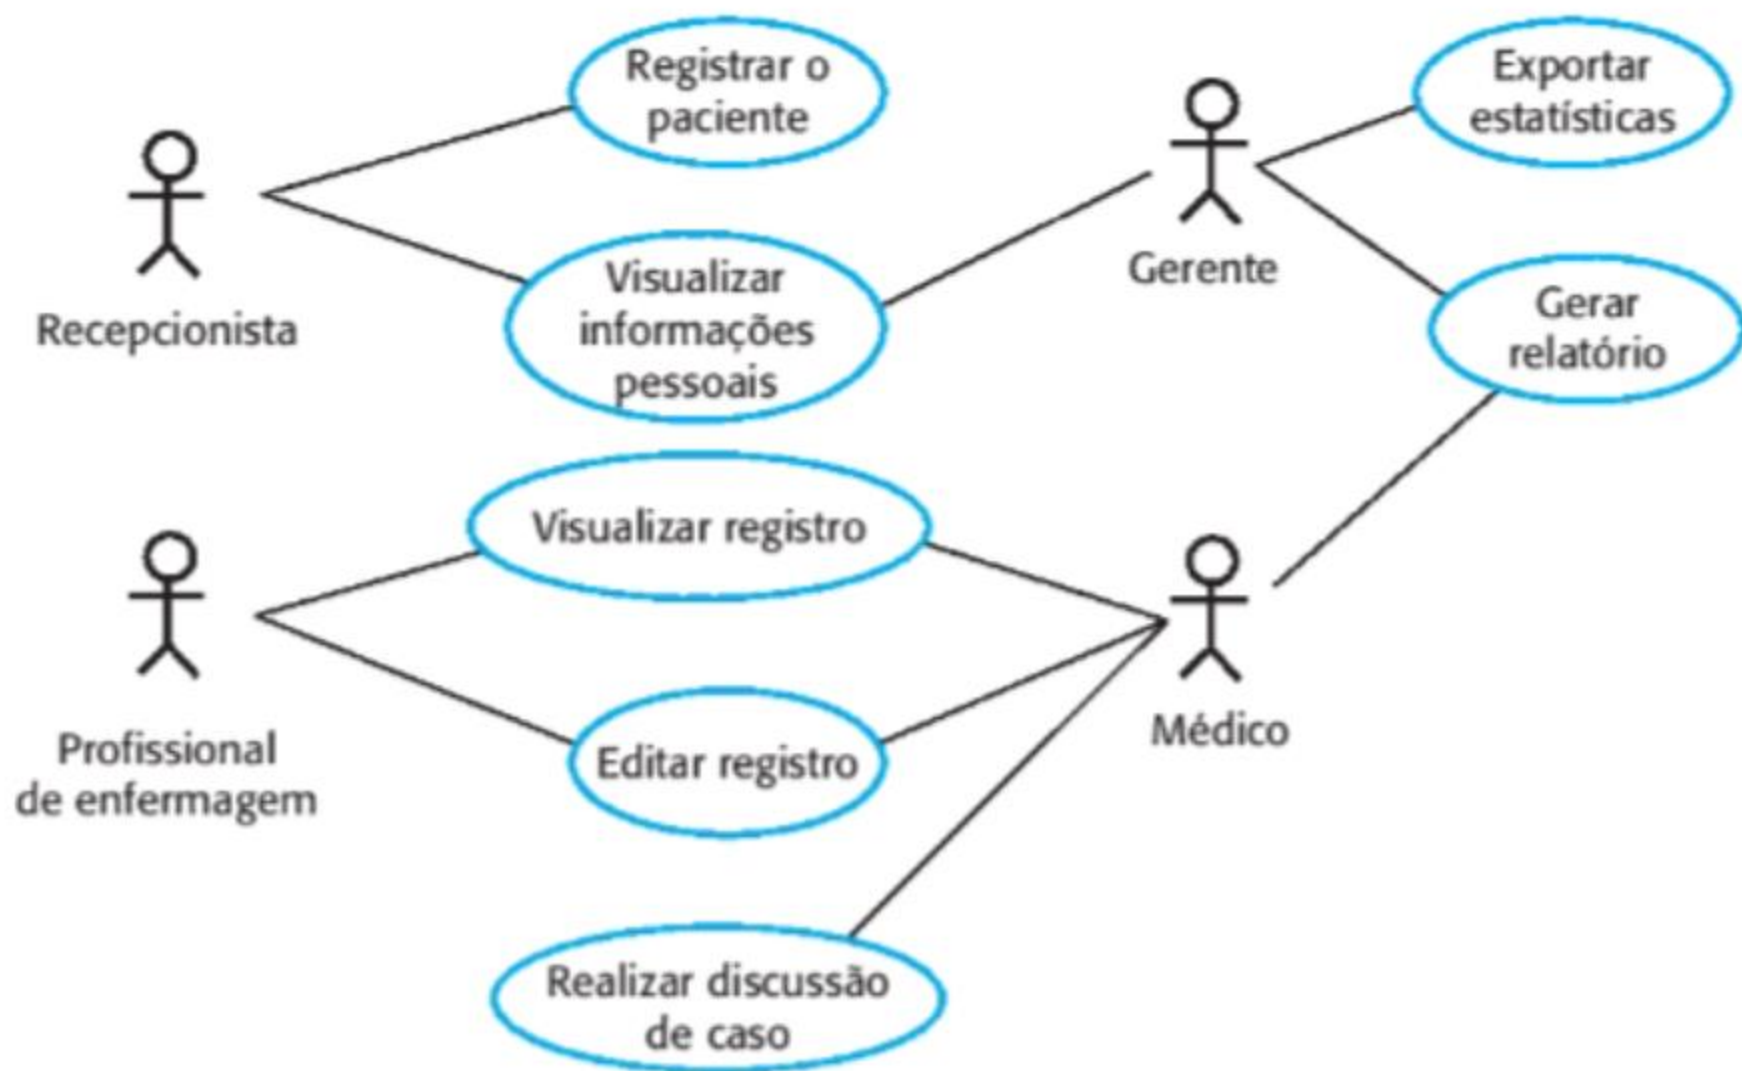 Registrar o
paciente
Exportar
estatísticas
Recepcionista
Visualizar
informações
pessoais
Gerente
Gerar
relatório
Visualizar registro
Profissional
de enfermagem
Editar registro
Médico
Realizar discussão
de caso